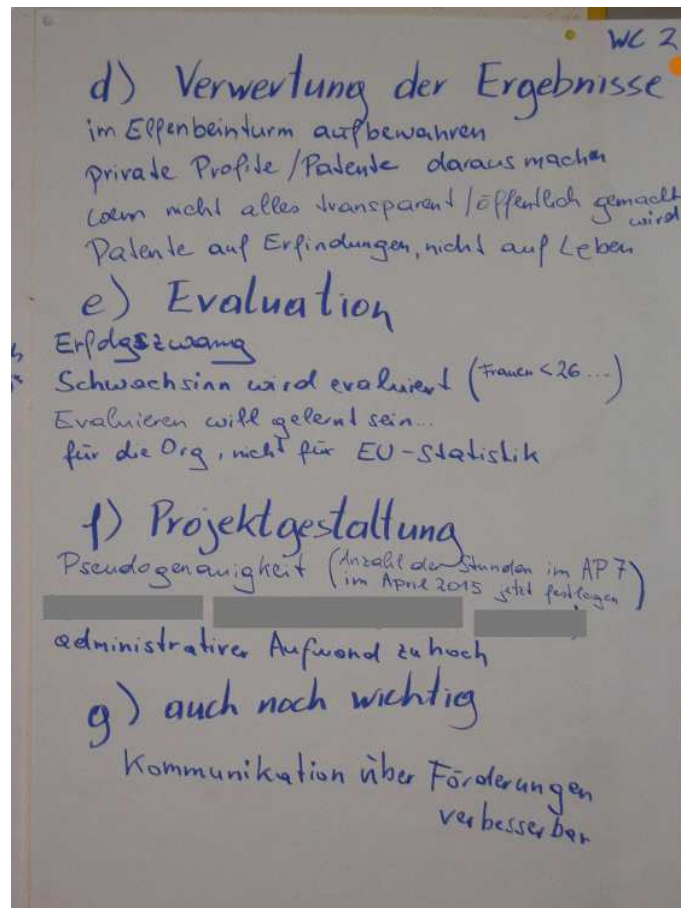 WC 2
d) Verwertung der Ergebnisse
im Elfenbeinturm aufbewahren
private Profite/Patente daraus machen
wenn nicht alles transparent/öffentlich gemacht
wird
Patente auf Erfindungen, nicht auf Leben
e) Evaluation
Erfolgszwang
Schwachsinn wird evaluiert (Frauen < 26....)
Evaluieren will gelernt sein...
für die Org, nicht für EU-Statistik
f) Projektgestaltung
Pseudogenauigkeit (Anzahl der Stunden im AP 7
im April 2015 jetzt festlegen)
administrativer Aufwand zu hoch
g) auch noch wichtig
Kommunikation über Förderungen
verbesserbar